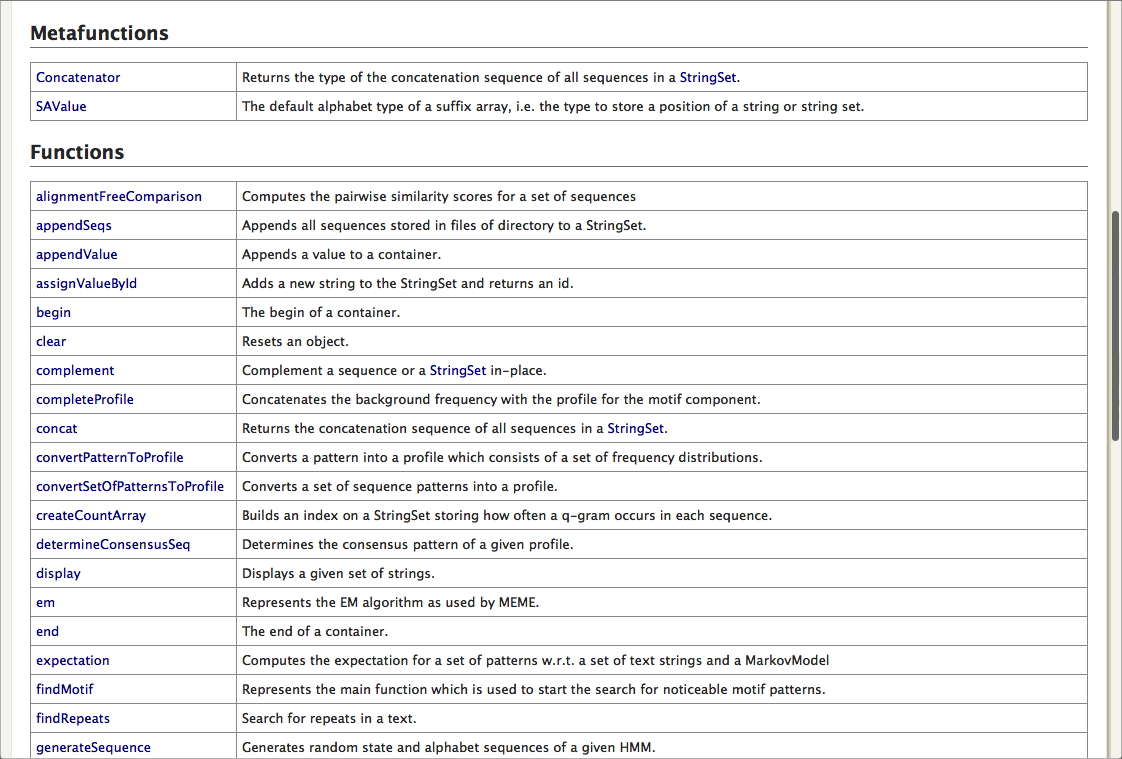 Metafunctions
Concatenator Returns the type of the concatenation sequence of all sequences in a StringSet.
SAValue The default alphabet type of a suffix array, i.e. the type to store a position of a string or string set.
Functions
alignmentFreeComparison Computes the pairwise similarity scores for a set of sequences
appendSeqs Appends all sequences stored in files of directory to a StringSet.
appendValue Appends a value to a container.
assignValueById Adds a new string to the StringSet and returns an id.
begin The begin of a container.
clear Resets an object.
complement Complement a sequence or a StringSet in-place.
completeProfile Concatenates the background frequency with the profile for the motif component.
concat Returns the concatenation sequence of all sequences in a StringSet.
convertPatternToProfile Converts a pattern into a profile which consists of a set of frequency distributions.
convertSetOfPatternsToProfile Converts a set of sequence patterns into a profile.
createCountArray Builds an index on a StringSet storing how often a q-gram occurs in each sequence.
determineConsensusSeq Determines the consensus pattern of a given profile.
display Displays a given set of strings.
em Represents the EM algorithm as used by MEME.
end The end of a container.
expectation Computes the expectation for a set of patterns w.r.t. a set of text strings and a MarkovModel
findMotif Represents the main function which is used to start the search for noticeable motif patterns.
findRepeats Search for repeats in a text.
generateSequence Generates random state and alphabet sequences of a given HMM.